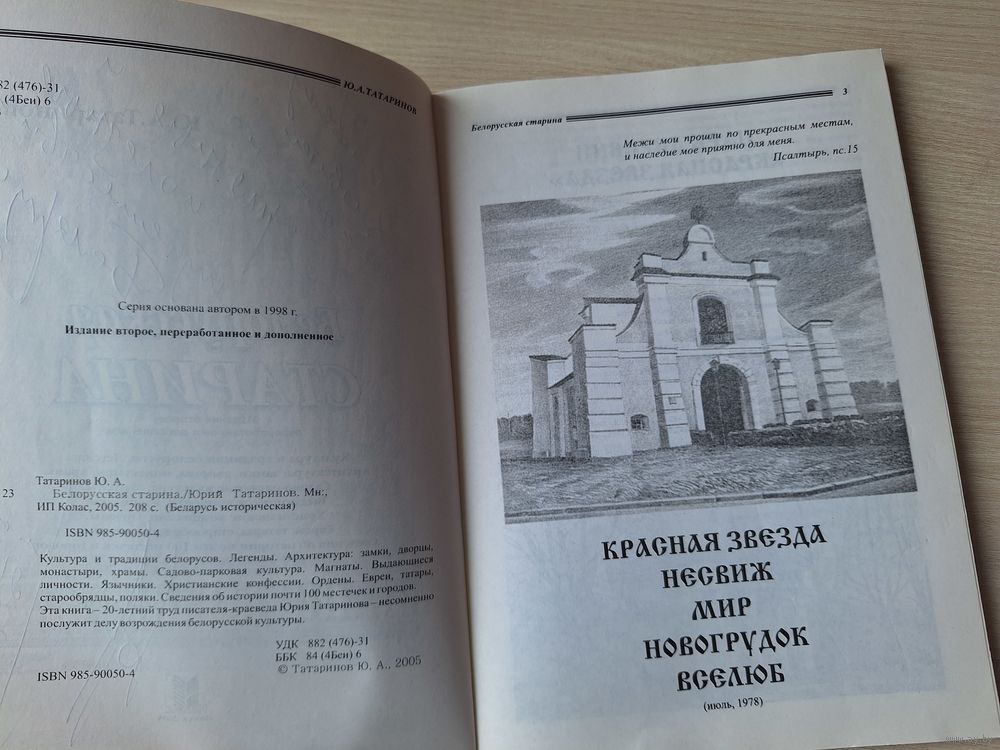 82 (476)-31
(4Беи) 6
Ю.А.ТАТАРИНОВ
Серия основана автором в 1998 г.
Издание второе, переработанное и дополненное
Татаринов Ю. А.
23 Белорусская старина./Юрий Татаринов. Мн:,
ИП Колас, 2005. 208 с. (Беларусь историческая)
ISBN 985-90050-4
Культура и традиции белорусов. Легенды. Архитектура: замки, дворцы,
монастыри, храмы. Садово-парковая культура. Магнаты. Выдающиеся
личности. Язычники. Христианские конфессии. Ордены. Евреи, татары,
старообрядцы, поляки. Сведения об истории почти 100 местечек и городов.
Эта книга – 20-летний труд писателя-краеведа Юрия Татаринова – несомненно
послужит делу возрождения белорусской культуры.
УДК 882 (476)-31
ББК 84 (4Беи) 6
© Татаринов Ю. А., 2005
ISBN 985-90050-4
Белорусская старина
3
Межи мои прошли по прекрасным местам,
и наследие мое приятно для меня.
Псалтырь, пс.15
КРАСНАЯ ЗВЕЗДА
НЕСВИЖ
МИР
НОВОГРУДОК
ВСЕЛЮБ
(июль, 1978)